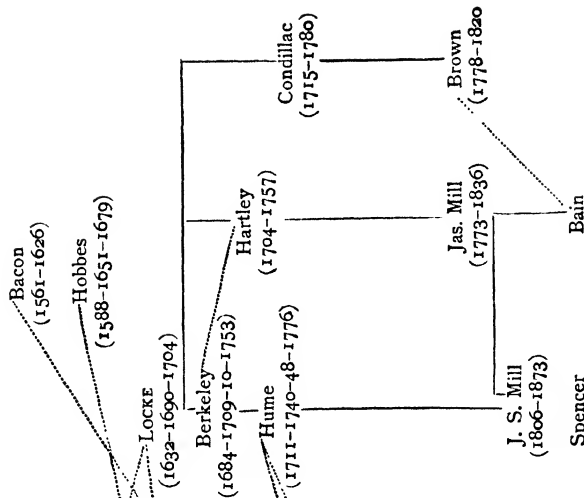 Bacon
(1561–1626)
Hobbes
(1588–1651–1679)
LOCKE
(1632–1690–1704)
Berkeley
(1684–1709–10–1753)
Hume
(1711–1740–48–1776)
Hartley
(1704–1757)
Condillac
(1715–1780)
J. S. Mill
(1806–1873)
Jas. Mill
(1773–1836)
Brown
(1778–1820
Spencer
Bain